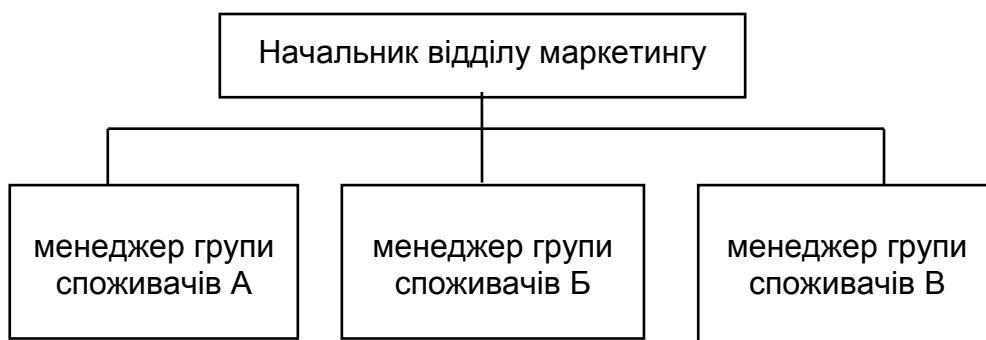 Начальник відділу маркетингу
менеджер групи
споживачів А
менеджер групи
споживачів Б
менеджер групи
споживачів В